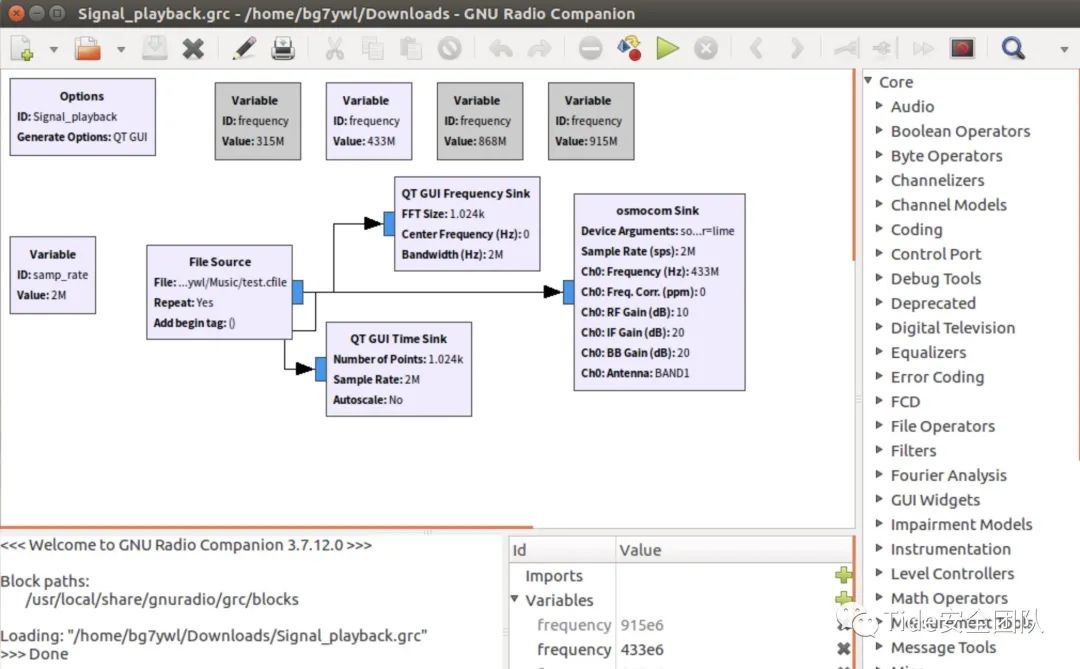 Signal_playback.grc - /home/bg7ywl/Downloads - GNU Radio Companion
Options
ID: Signal_playback
Generate Options: QT GUI
Variable
ID: frequency
Value: 315M
Variable
ID: frequency
Value: 433M
Variable
ID: frequency
Value: 868M
Variable
ID: frequency
Value: 915M
QT GUI Frequency Sink
FFT Size: 1.024k
Center Frequency (Hz): 0
Bandwidth (Hz): 2M
osmocom Sink
Device Arguments: so...r=lime
Sample Rate (sps): 2M
Ch0: Frequency (Hz): 433M
Ch0: Freq. Corr. (ppm): 0
Ch0: RF Gain (dB): 10
Ch0: IF Gain (dB): 20
Ch0: BB Gain (dB): 20
Ch0: Antenna: BAND1
Variable
ID: samp_rate
Value: 2M
File Source
File: ...ywl/Music/test.cfile
Repeat: Yes
Add begin tag: ()
QT GUI Time Sink
Number of Points: 1.024k
Sample Rate: 2M
Autoscale: No
Core
Audio
Boolean Operators
Byte Operators
Channelizers
Channel Models
Coding
Control Port
Debug Tools
Deprecated
Digital Television
Equalizers
Error Coding
FCD
File Operators
Filters
Fourier Analysis
GUI Widgets
Impairment Models
Instrumentation
Level Controllers
Math Operators
Measurement Tools
Message Tools
<<< Welcome to GNU Radio Companion 3.7.12.0 >>>
Block paths:
/usr/local/share/gnuradio/grc/blocks
Loading: "/home/bg7ywl/Downloads/Signal_playback.grc"
>>> Done
Id Value
Imports
Variables
frequency 915e6
frequency 433e6
Tide安全团队